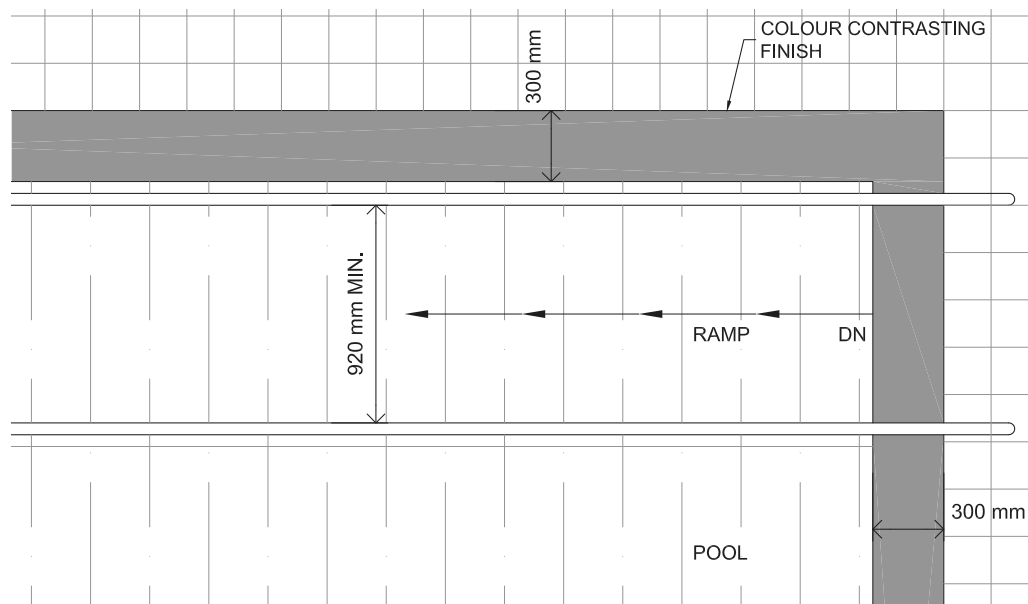 COLOUR CONTRASTING
FINISH
300 mm
920 mm MIN.
RAMP
DN
300 mm
POOL